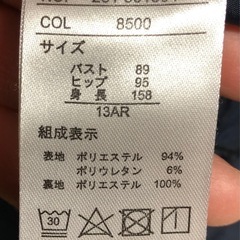 COL 8500
サイズ
バスト 89
ヒップ 95
身長 158
13AR
組成表示
表地 ポリエステル 94%
ポリウレタン 6%
裏地 ポリエステル 100%
30